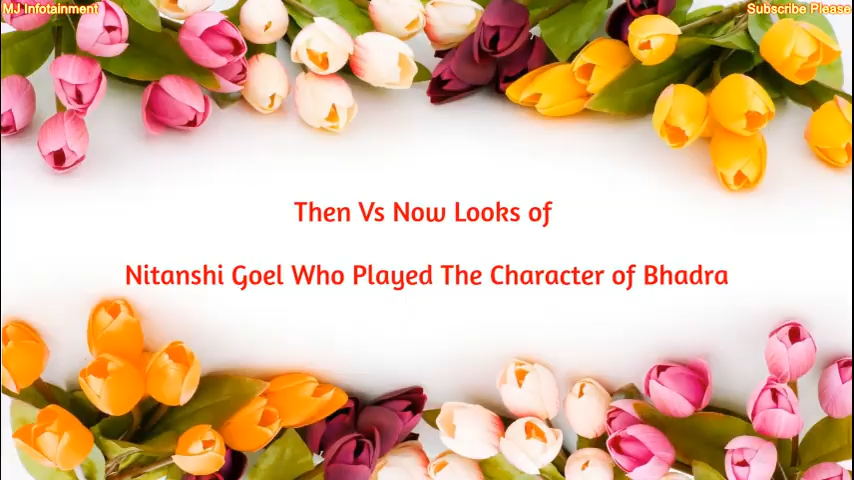 MJ Infotainment
Subscribe Please
Then Vs Now Looks of
Nitanshi Goel Who Played The Character of Bhadra